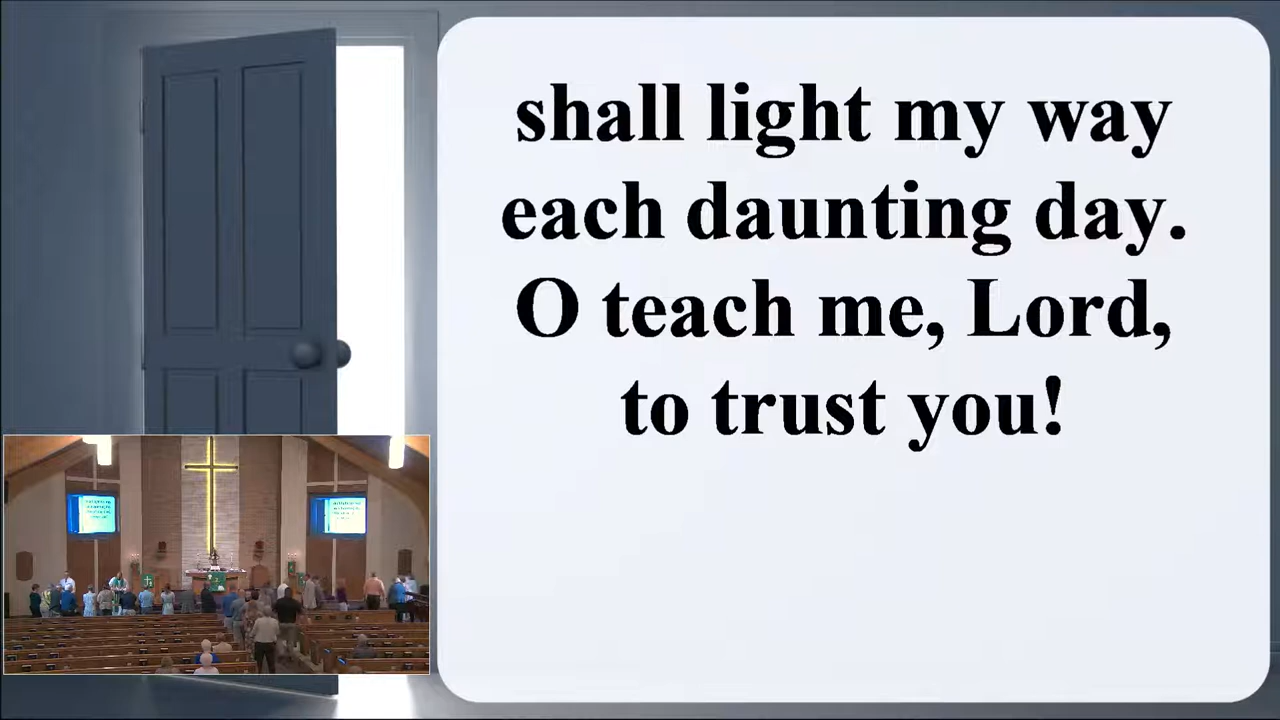 shall light my way
each daunting day.
O teach me, Lord,
to trust you!